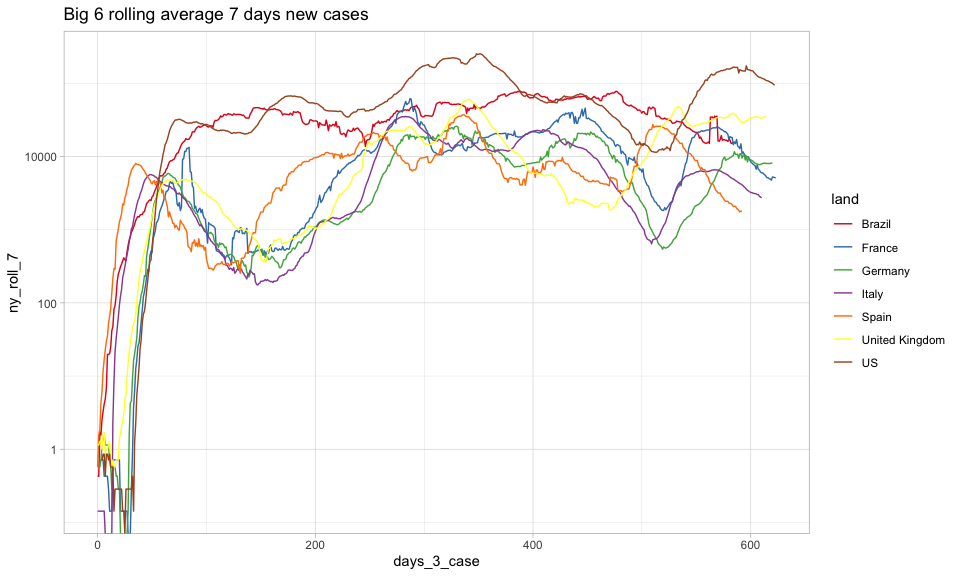 Big 6 rolling average 7 days new cases
ny_roll_7
10000
100
1
0
200
400
600
days_3_case
land
Brazil
France
Germany
Italy
Spain
United Kingdom
US